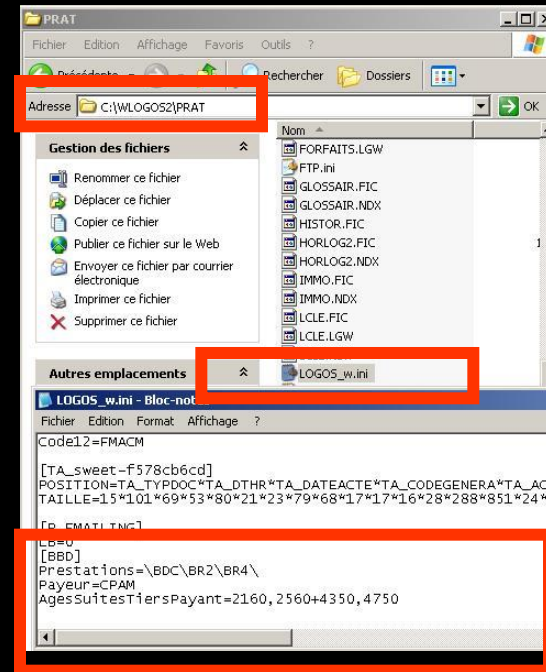 PRAT
Fichier Edition Affichage Favoris Outils ?
Précédente Rechercher Dossiers
Adresse C:\WLOGOS2\PRAT OK
Nom
Gestion des fichiers
Renommer ce fichier
Déplacer ce fichier
Copier ce fichier
Publier ce fichier sur le Web
Envoyer ce fichier par courrier
électronique
Imprimer ce fichier
Supprimer ce fichier
Autres emplacements
FORFAITS.LGW
FTP.ini
GLOSSAIR.FIC
GLOSSAIR.NDX
HISTOR.FIC
HORLOG2.FIC
HORLOG2.NDX
IMMO.FIC
IMMO.NDX
LCLE.FIC
LCLE.LGW
LOGOS_w.ini
LOGOS_w.ini - Bloc-notes
Fichier Edition Format Affichage ?
Code12=FMACM
[TA_sweet-f578cb6cd]
POSITION=TA_TYPDOC*TA_DTHR*TA_DATEACTE*TA_CODEGENERA*TA_AC
TAILLE=15*101*69*53*80*21*23*79*68*17*17*16*28*288*851*24*
LB=0
[BBD]
Prestations=\BDC\BR2\BR4\
Payeur=CPAM
AgesSuitesTiersPayant=2160,2560+4350,4750